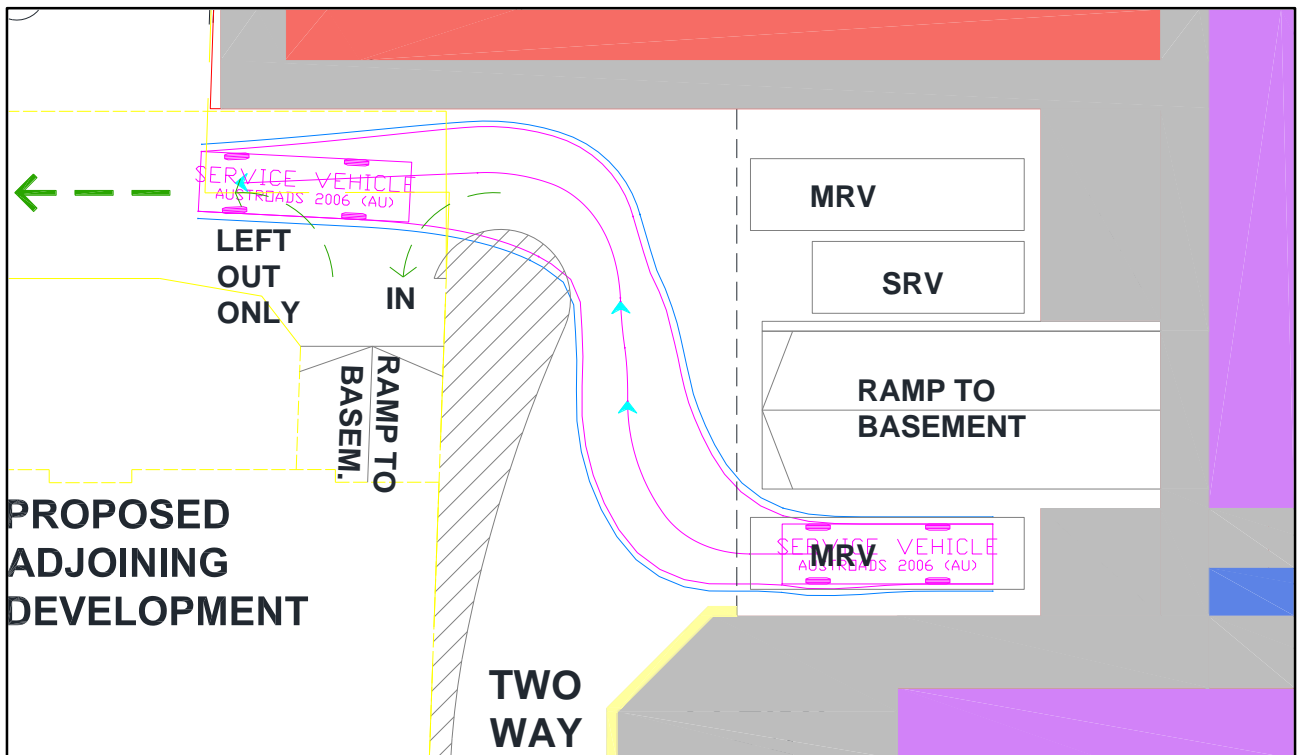 SERVICE VEHICLE
AUSTROADS 2006 (AU)
MRV
LEFT
OUT
ONLY
IN
SRV
RAMP TO
BASEM.
RAMP TO
BASEMENT
PROPOSED
ADJOINING
DEVELOPMENT
SERVICE VEHICLE
MRV
AUSTROADS 2006 (AU)
TWO
WAY